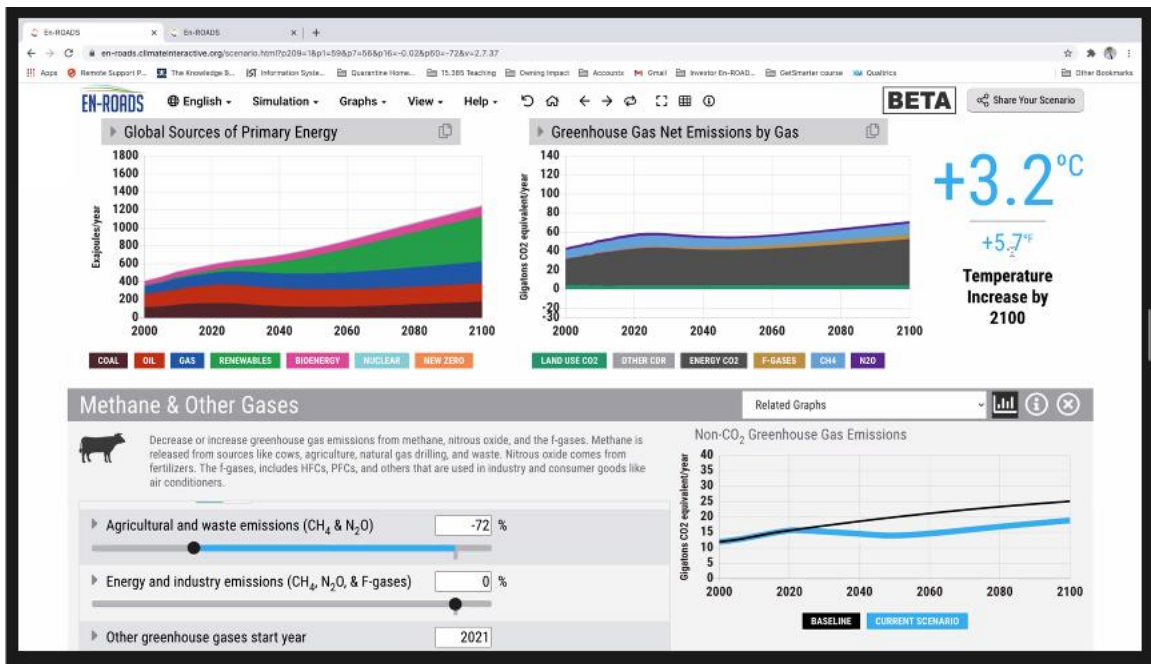 En-ROADS
En-ROADS
en-roads.climateinteractive.org/scenario.html?p209=1&p1=59&p7=56&p16=-0.02&p60=-72&v=2.7.37
Apps Remote Support P... The Knowledge B... IST Information Syste... Quarantine Home... 15.385 Teaching Owning Impact Accounts Gmail Investor En-ROAD... GetSmarter course Qualtrics Other Bookmarks
EN-ROADS English Simulation Graphs View Help BETA Share Your Scenario
Global Sources of Primary Energy
1800
1600
1400
1200
1000
800
600
400
200
0
Exajoules/year
2000 2020 2040 2060 2080 2100
COAL OIL GAS RENEWABLES BIOENERGY NUCLEAR NEW ZERO
Greenhouse Gas Net Emissions by Gas
140
120
100
80
60
40
20
0
-20
-30
Gigatons CO2 equivalent/year
2000 2020 2040 2060 2080 2100
LAND USE CO2 OTHER CDR ENERGY CO2 F-GASES CH4 N2O
+3.2°C
+5.7°F
Temperature
Increase by
2100
Methane & Other Gases
Related Graphs
Decrease or increase greenhouse gas emissions from methane, nitrous oxide, and the f-gases. Methane is
released from sources like cows, agriculture, natural gas drilling, and waste. Nitrous oxide comes from
fertilizers. The f-gases, includes HFCs, PFCs, and others that are used in industry and consumer goods like
air conditioners.
Agricultural and waste emissions (CH4 & N2O) -72 %
Energy and industry emissions (CH4, N2O, & F-gases) 0 %
Other greenhouse gases start year 2021
Non-CO2 Greenhouse Gas Emissions
40
35
30
25
20
15
10
5
0
Gigatons CO2 equivalent/year
2000 2020 2040 2060 2080 2100
BASELINE CURRENT SCENARIO